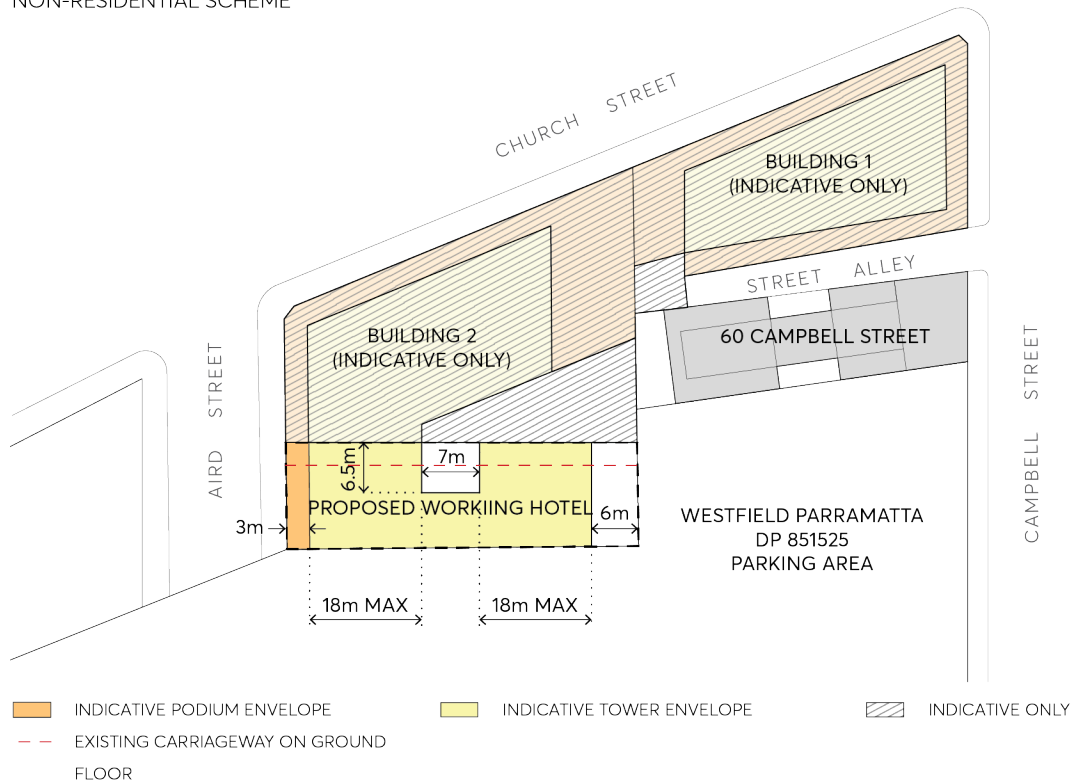 NON-RESIDENTIAL SCHEME
CHURCH STREET
BUILDING 1
(INDICATIVE ONLY)
STREET ALLEY
BUILDING 2
(INDICATIVE ONLY)
60 CAMPBELL STREET
AIRD STREET
CAMPBELL STREET
6.5m
7m
PROPOSED WORKIING HOTEL
3m
6m
WESTFIELD PARRAMATTA
DP 851525
PARKING AREA
18m MAX
18m MAX
INDICATIVE PODIUM ENVELOPE
INDICATIVE TOWER ENVELOPE
INDICATIVE ONLY
EXISTING CARRIAGEWAY ON GROUND
FLOOR